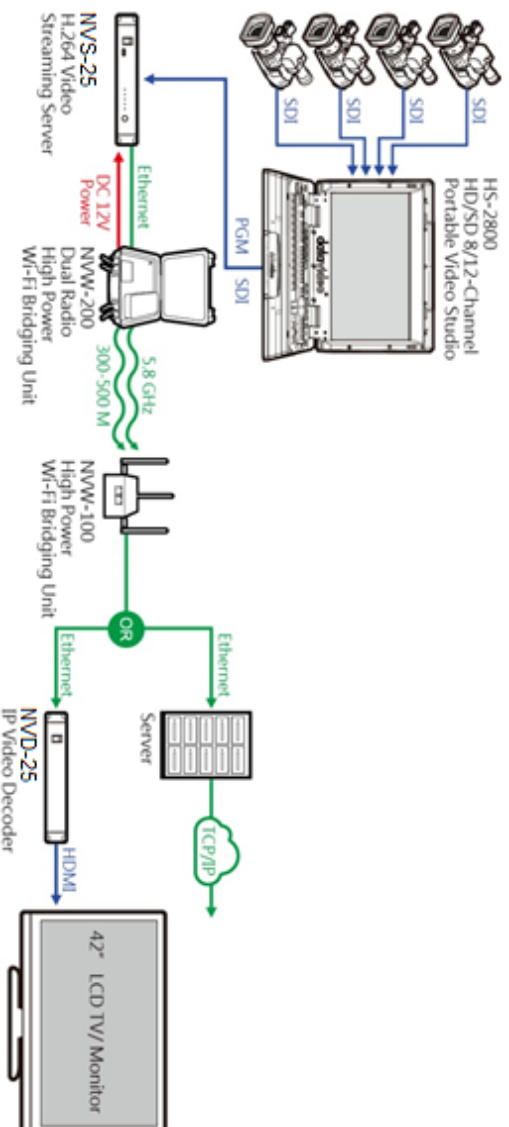 SDI
SDI
SDI
SDI
HS-2800
HD/SD 8/12-Channel
Portable Video Studio
datavideo
PGM
SDI
NVS-25
H.264 Video
Streaming Server
Ethernet
DC 12V
Power
NVW-200
Dual Radio
High Power
Wi-Fi Bridging Unit
5.8 GHz
300-500 M
NVW-100
High Power
Wi-Fi Bridging Unit
OR
Ethernet
Server
TCP/IP
Ethernet
NVD-25
IP Video Decoder
HDMI
42" LCD TV/ Monitor